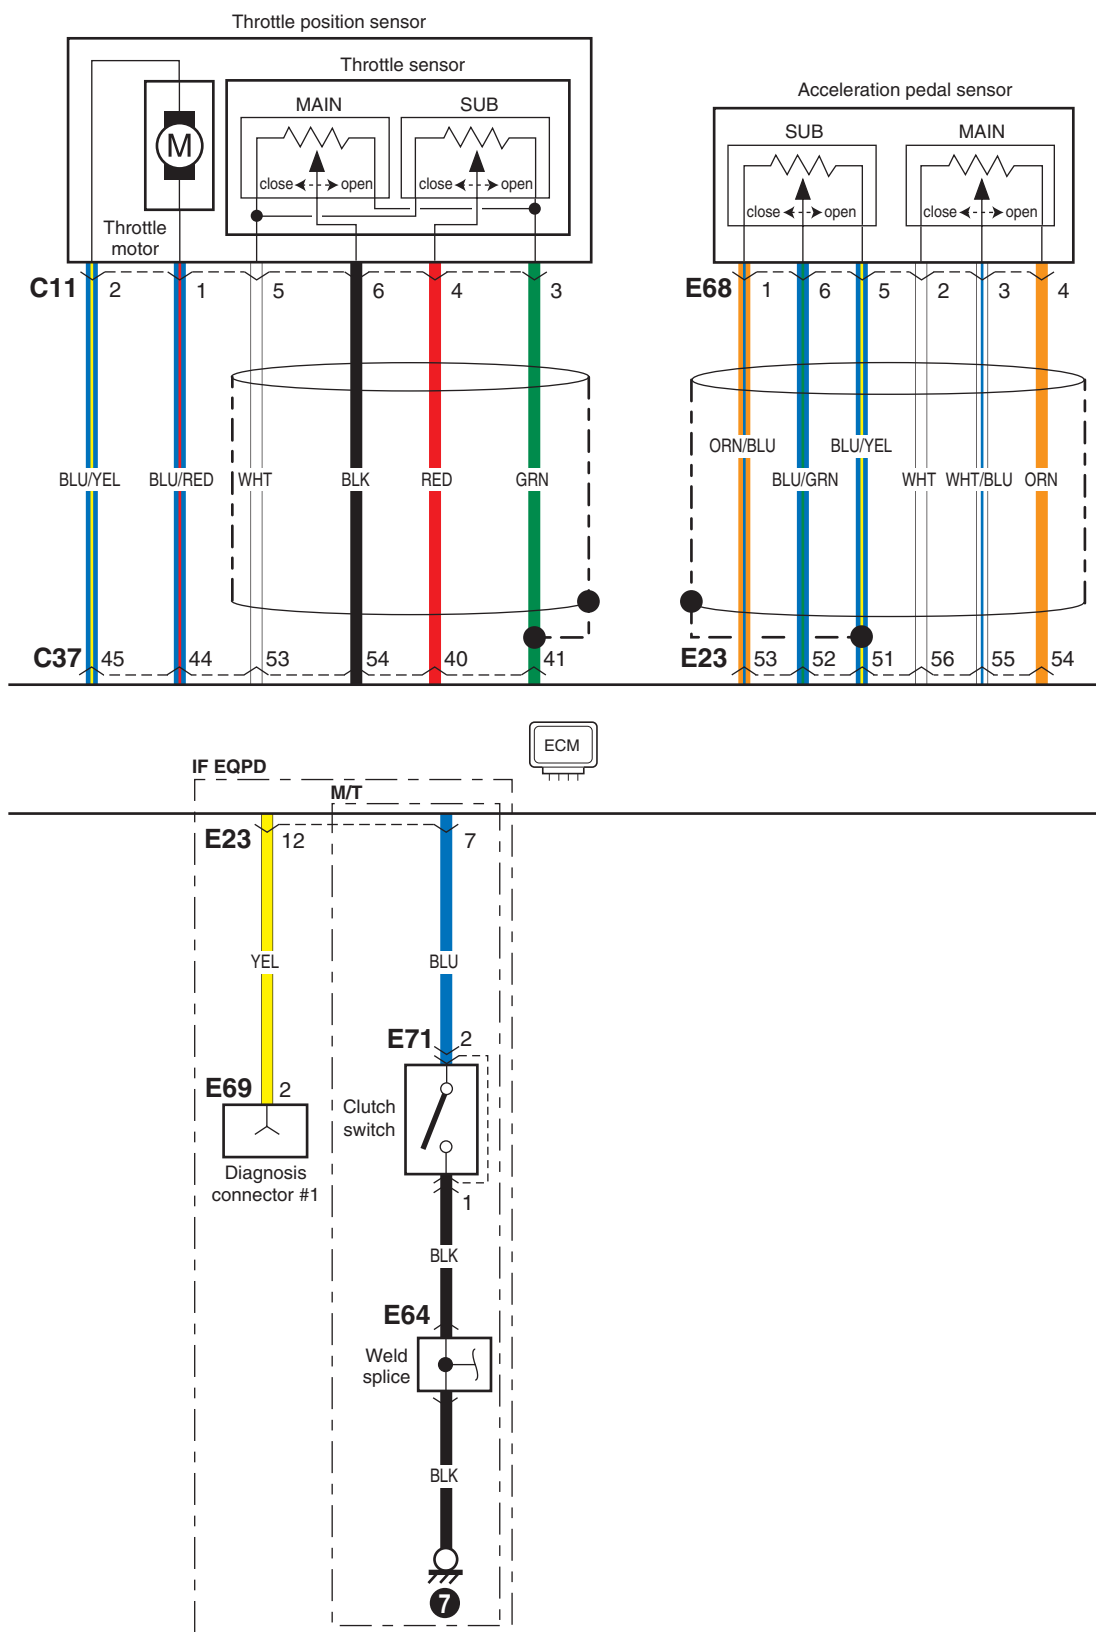 Throttle position sensor
Throttle sensor
MAIN SUB
M
close open close open
Throttle
motor
Acceleration pedal sensor
SUB MAIN
close open close open
C11 2 1 5 6 4 3
E68 1 6 5 2 3 4
ORN/BLU BLU/YEL
BLU/YEL BLU/RED WHT BLK RED GRN BLU/GRN WHT WHT/BLU ORN
C37 45 44 53 54 40 41
E23 53 52 51 56 55 54
ECM
IF EQPD
M/T
E23 12 7
YEL BLU
E71 2
E69 2
Clutch
switch
Diagnosis
connector #1
1
BLK
E64
Weld
splice
BLK
7